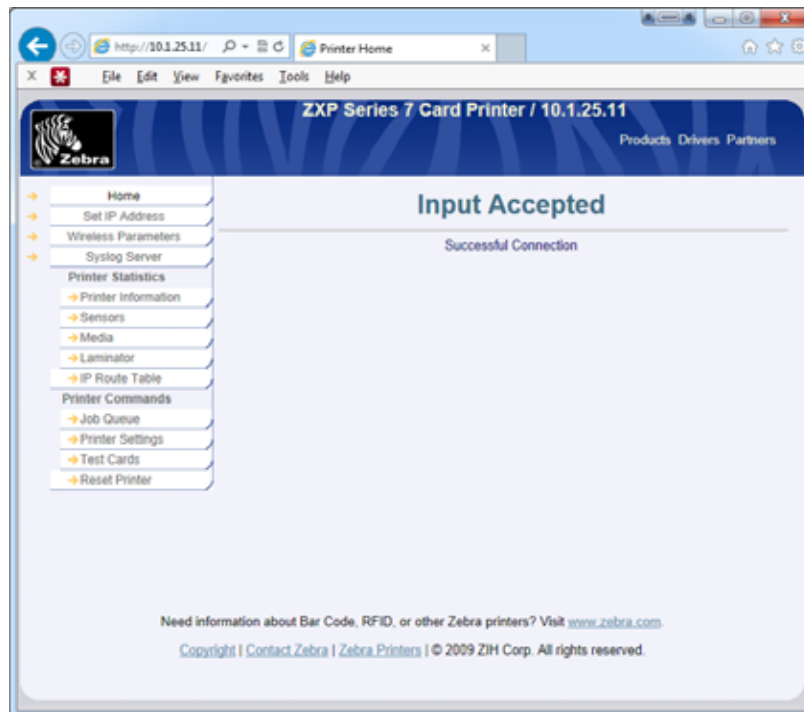 http://10.1.25.11/
Printer Home
File Edit View Favorites Tools Help
ZXP Series 7 Card Printer / 10.1.25.11
Products Drivers Partners
Zebra
Home
Set IP Address
Wireless Parameters
Syslog Server
Printer Statistics
Printer Information
Sensors
Media
Laminator
IP Route Table
Printer Commands
Job Queue
Printer Settings
Test Cards
Reset Printer
Input Accepted
Successful Connection
Need information about Bar Code, RFID, or other Zebra printers? Visit www.zebra.com.
Copyright | Contact Zebra | Zebra Printers | © 2009 ZIH Corp. All rights reserved.